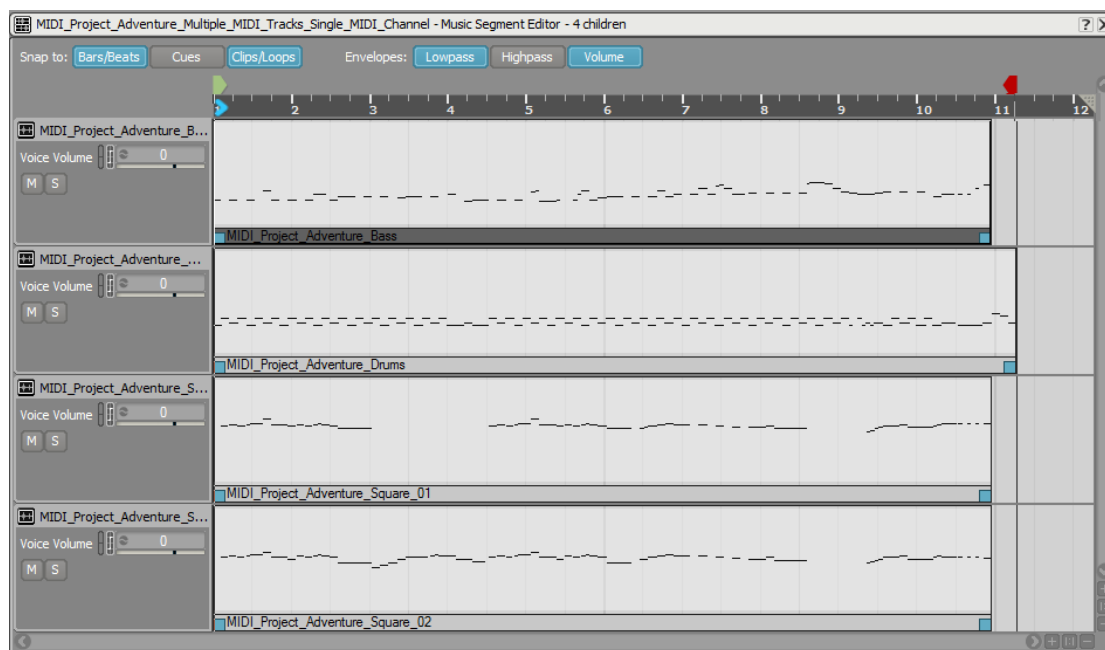 MIDI_Project_Adventure_Multiple_MIDI_Tracks_Single_MIDI_Channel - Music Segment Editor - 4 children
Snap to: Bars/Beats Cues Clips/Loops Envelopes: Lowpass Highpass Volume
2 3 4 5 6 7 8 9 10 11 12
MIDI_Project_Adventure_B...
Voice Volume 0
M S
MIDI_Project_Adventure_Bass
MIDI_Project_Adventure_...
Voice Volume 0
M S
MIDI_Project_Adventure_Drums
MIDI_Project_Adventure_S...
Voice Volume 0
M S
MIDI_Project_Adventure_Square_01
MIDI_Project_Adventure_S...
Voice Volume 0
M S
MIDI_Project_Adventure_Square_02